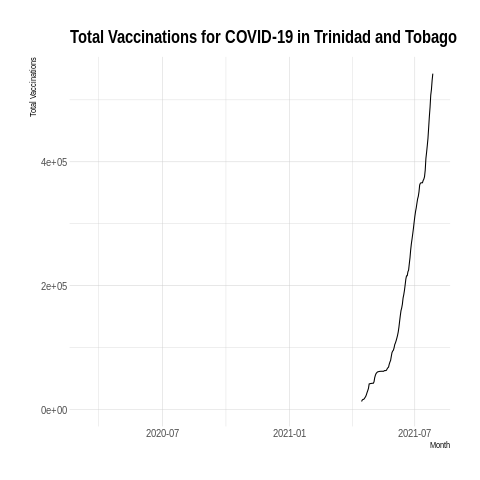 Total Vaccinations for COVID-19 in Trinidad and Tobago
Total Vaccinations
4e+05
2e+05
0e+00
2020-07
2021-01
2021-07
Month